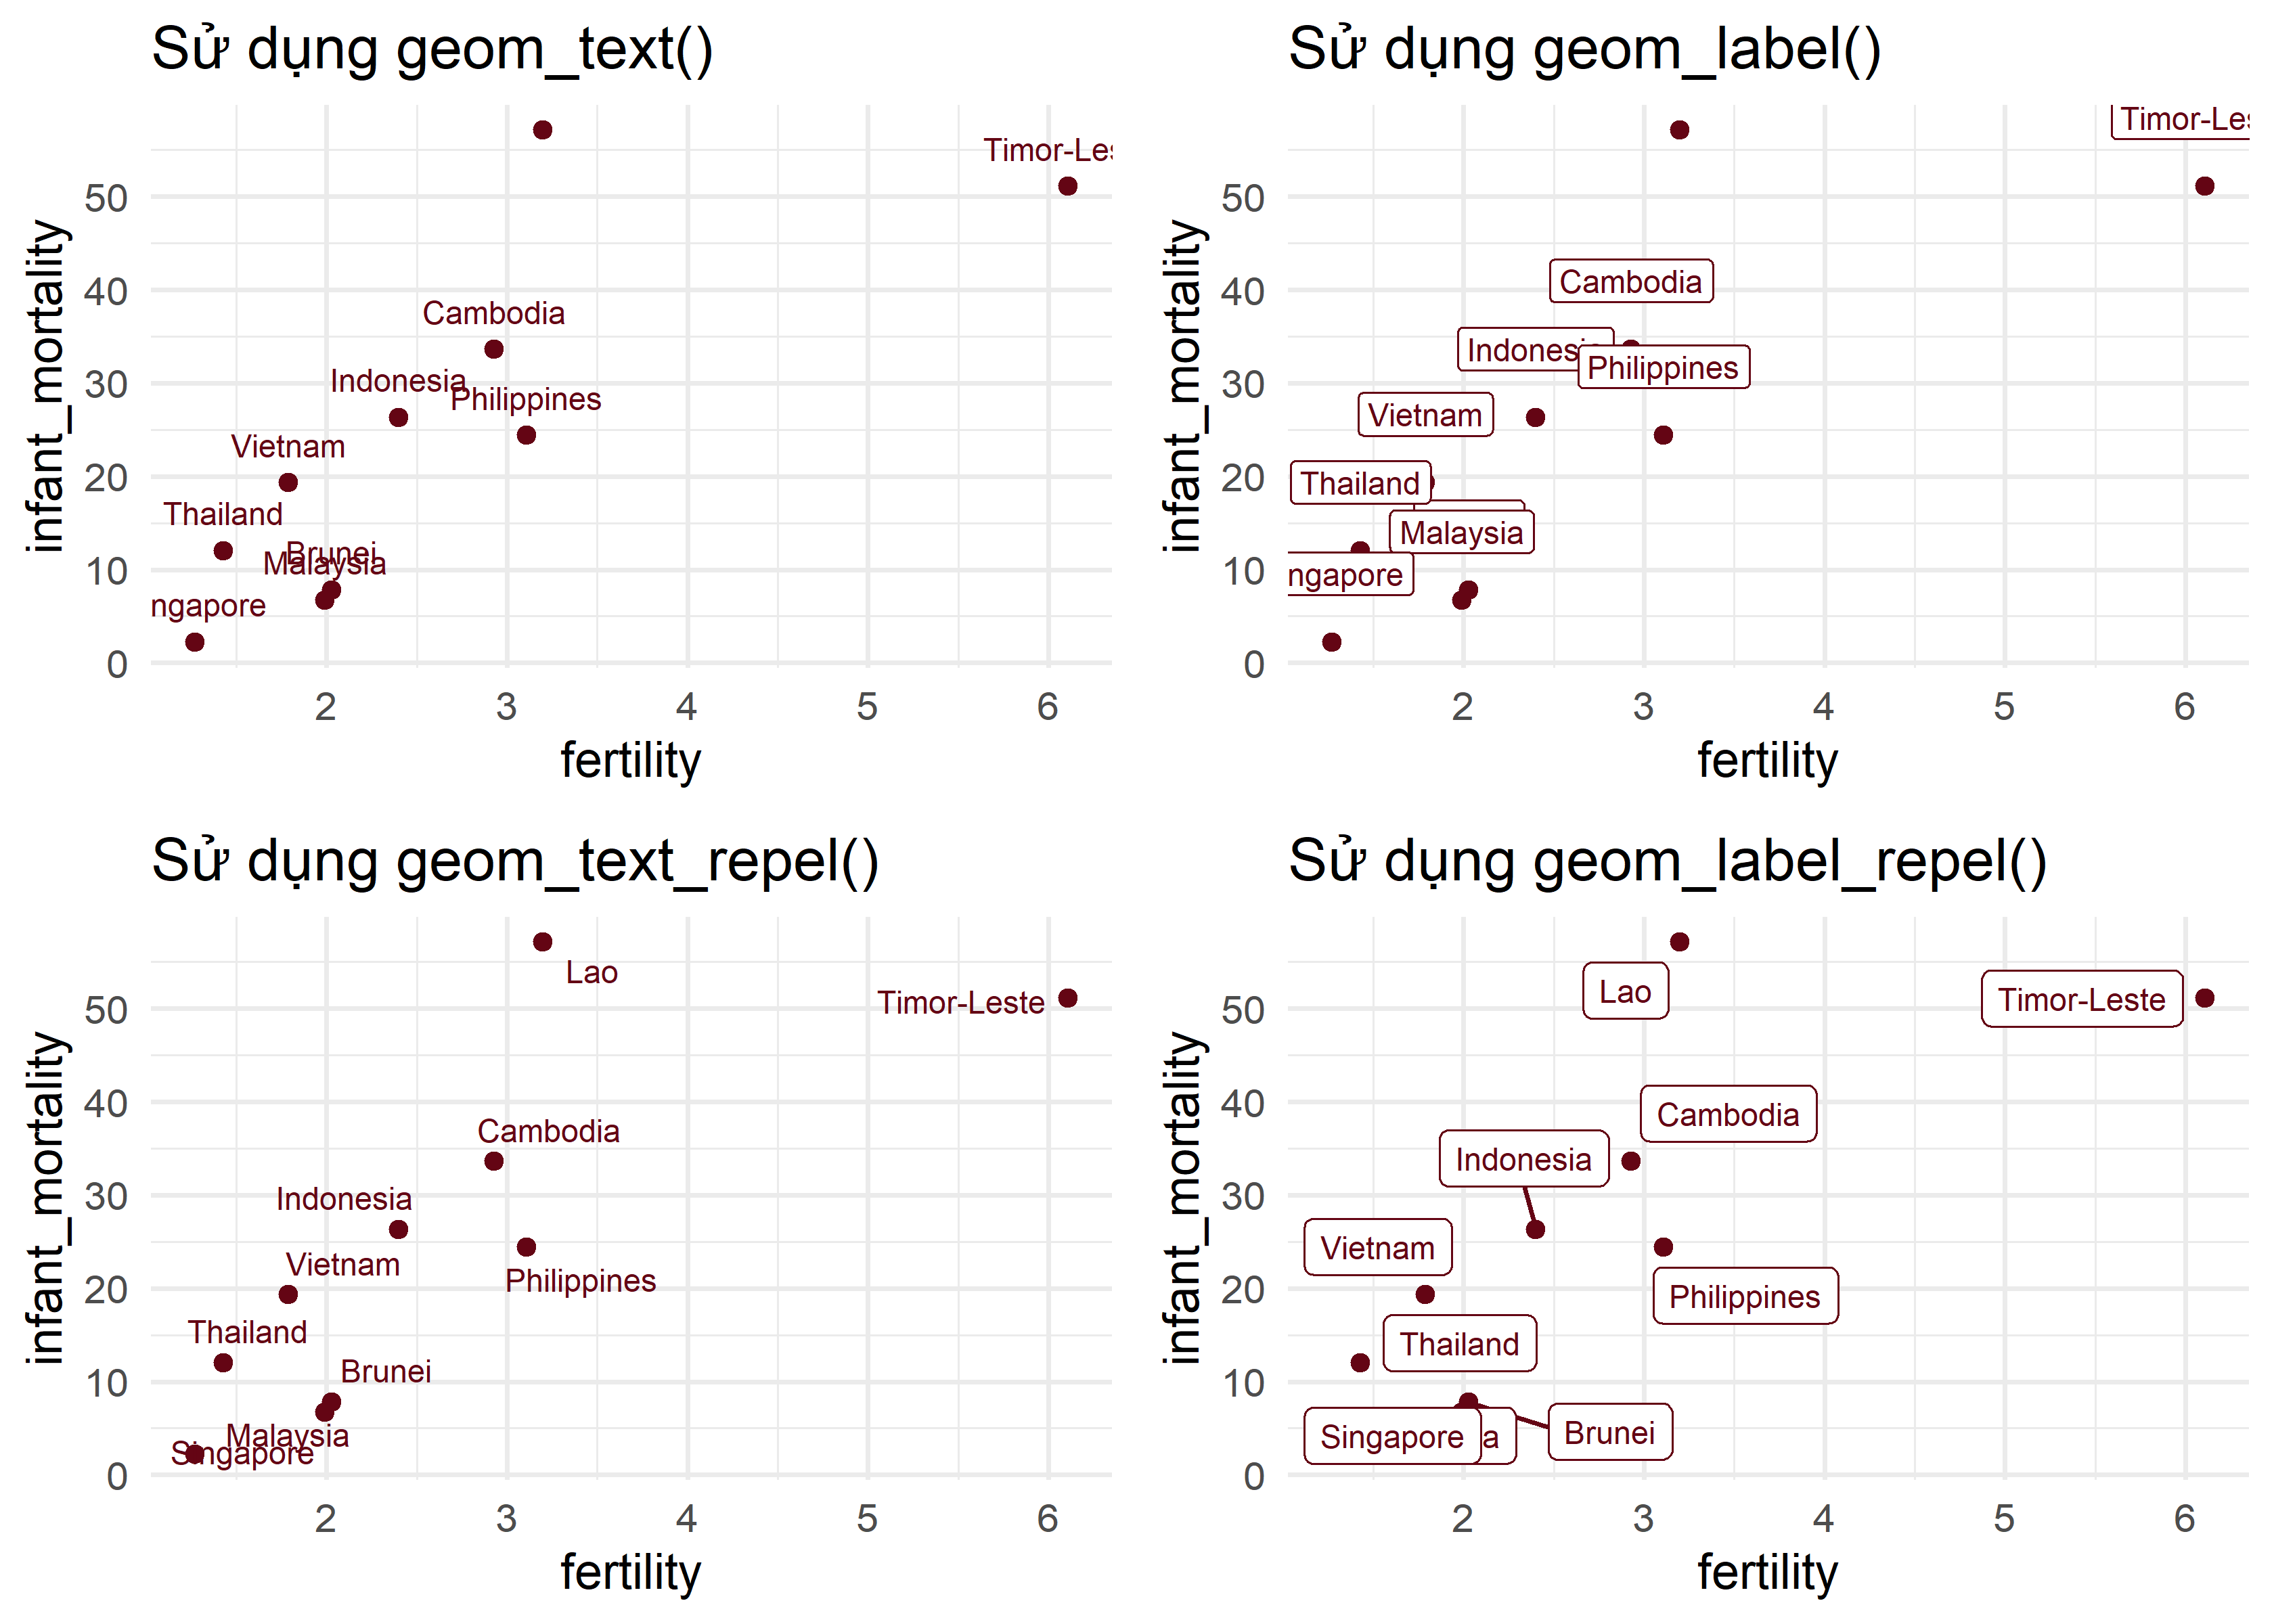 Sử dụng geom_text()
infant_mortality
50
40
30
20
10
0
Timor-Les
Cambodia
Indonesia
Philippines
Vietnam
Thailand
Brunei
Malaysia
ngapore
2 3 4 5 6
fertility
Sử dụng geom_label()
infant_mortality
50
40
30
20
10
0
Timor-Les
Cambodia
Indonesia
Philippines
Vietnam
Thailand
Malaysia
ngapore
2 3 4 5 6
fertility
Sử dụng geom_text_repel()
infant_mortality
50
40
30
20
10
0
Lao
Timor-Leste
Cambodia
Indonesia
Vietnam
Philippines
Thailand
Brunei
Malaysia
Singapore
2 3 4 5 6
fertility
Sử dụng geom_label_repel()
infant_mortality
50
40
30
20
10
0
Lao
Timor-Leste
Cambodia
Indonesia
Vietnam
Philippines
Thailand
Singapore
a
Brunei
2 3 4 5 6
fertility